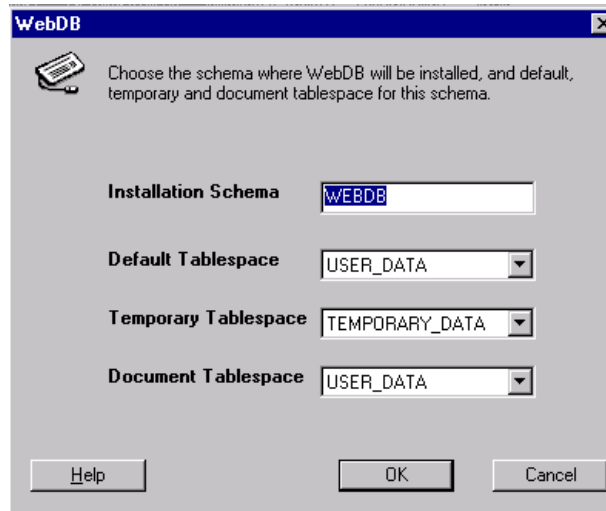 WebDB
Choose the schema where WebDB will be installed, and default,
temporary and document tablespace for this schema.
Installation Schema WEBDB
Default Tablespace USER_DATA
Temporary Tablespace TEMPORARY_DATA
Document Tablespace USER_DATA
Help OK Cancel